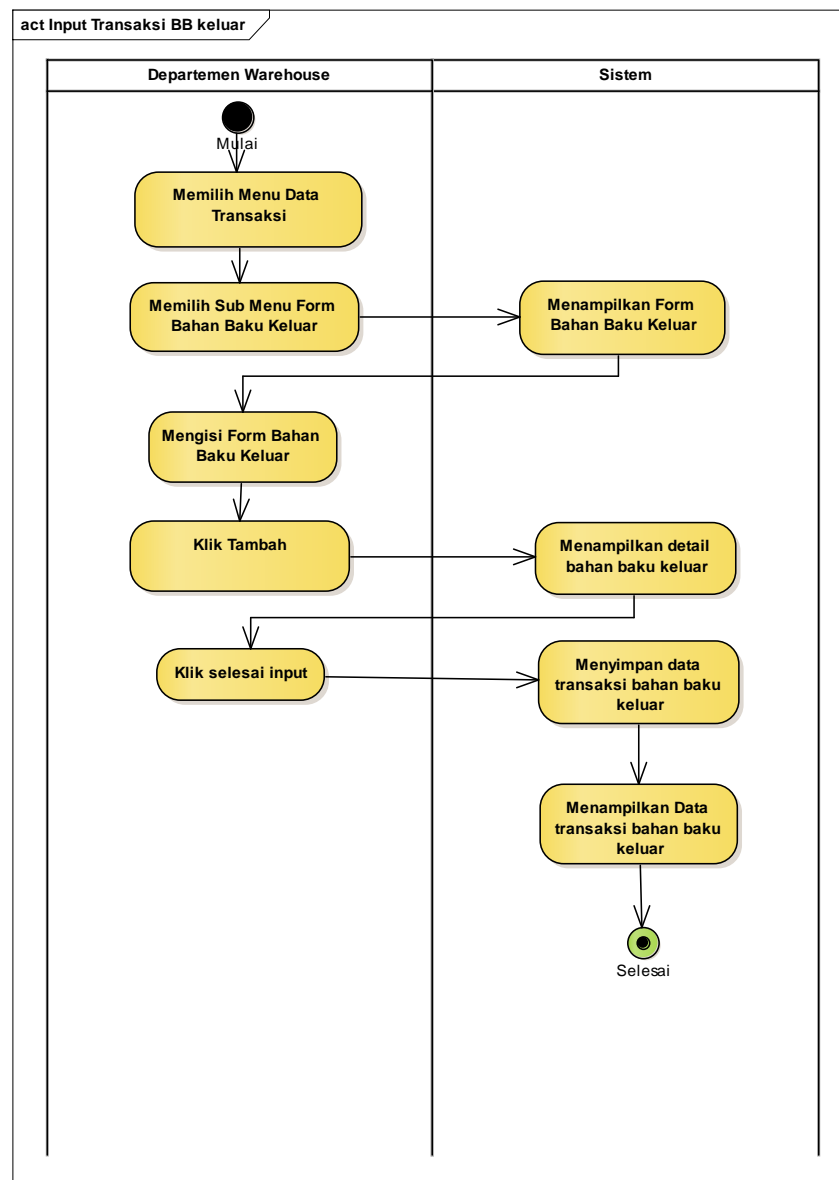 act Input Transaksi BB keluar
Departemen Warehouse
Sistem
Mulai
Memilih Menu Data
Transaksi
Memilih Sub Menu Form
Bahan Baku Keluar
Menampilkan Form
Bahan Baku Keluar
Mengisi Form Bahan
Baku Keluar
Klik Tambah
Menampilkan detail
bahan baku keluar
Klik selesai input
Menyimpan data
transaksi bahan baku
keluar
Menampilkan Data
transaksi bahan baku
keluar
Selesai